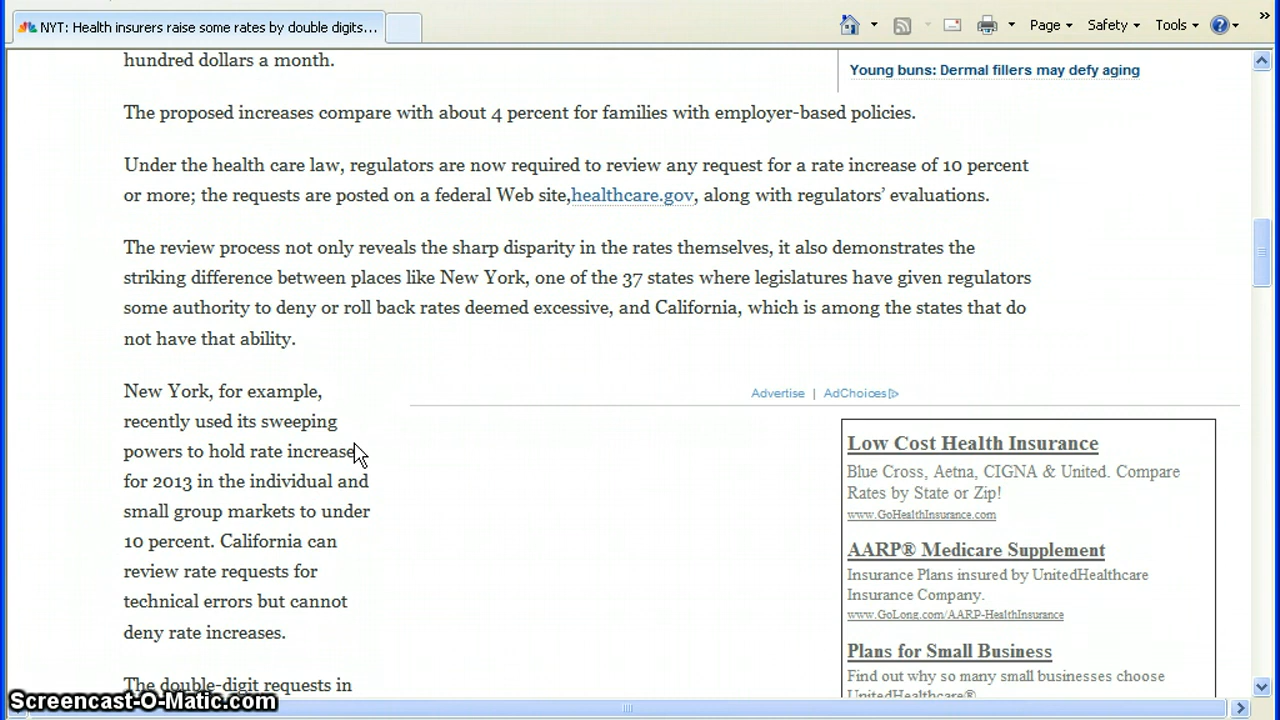 NYT: Health insurers raise some rates by double digits...
Page
Safety
Tools
hundred dollars a month.
Young buns: Dermal fillers may defy aging
The proposed increases compare with about 4 percent for families with employer-based policies.
Under the health care law, regulators are now required to review any request for a rate increase of 10 percent
or more; the requests are posted on a federal Web site,healthcare.gov, along with regulators’ evaluations.
The review process not only reveals the sharp disparity in the rates themselves, it also demonstrates the
striking difference between places like New York, one of the 37 states where legislatures have given regulators
some authority to deny or roll back rates deemed excessive, and California, which is among the states that do
not have that ability.
New York, for example,
recently used its sweeping
powers to hold rate increase
for 2013 in the individual and
small group markets to under
10 percent. California can
review rate requests for
technical errors but cannot
deny rate increases.
The double-digit requests in
Advertise | AdChoices
Low Cost Health Insurance
Blue Cross, Aetna, CIGNA & United. Compare
Rates by State or Zip!
www.GoHealthInsurance.com
AARP® Medicare Supplement
Insurance Plans insured by UnitedHealthcare
Insurance Company.
www.GoLong.com/AARP-HealthInsurance
Plans for Small Business
Find out why so many small businesses choose
UnitedHealthcare®
Screencast-O-Matic.com